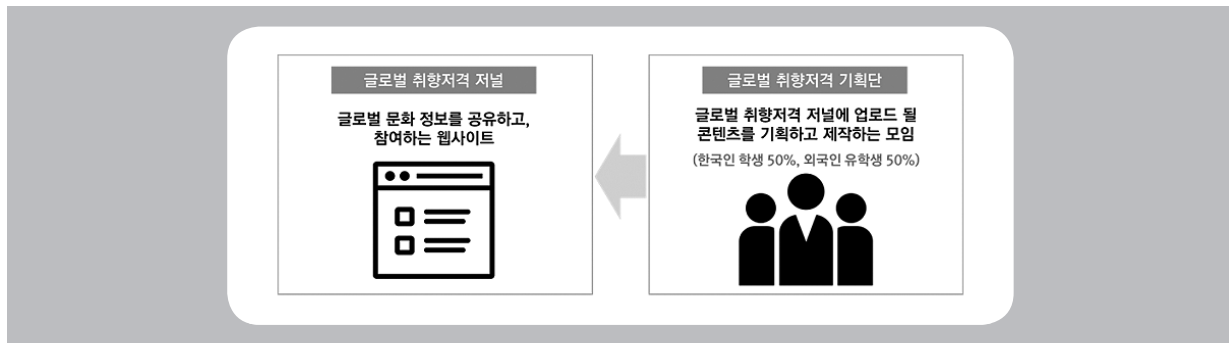 글로벌 취향저격 저널
글로벌 문화 정보를 공유하고,
참여하는 웹사이트
글로벌 취향저격 기획단
글로벌 취향저격 저널에 업로드 될
콘텐츠를 기획하고 제작하는 모임
(한국인 학생 50%, 외국인 유학생 50%)